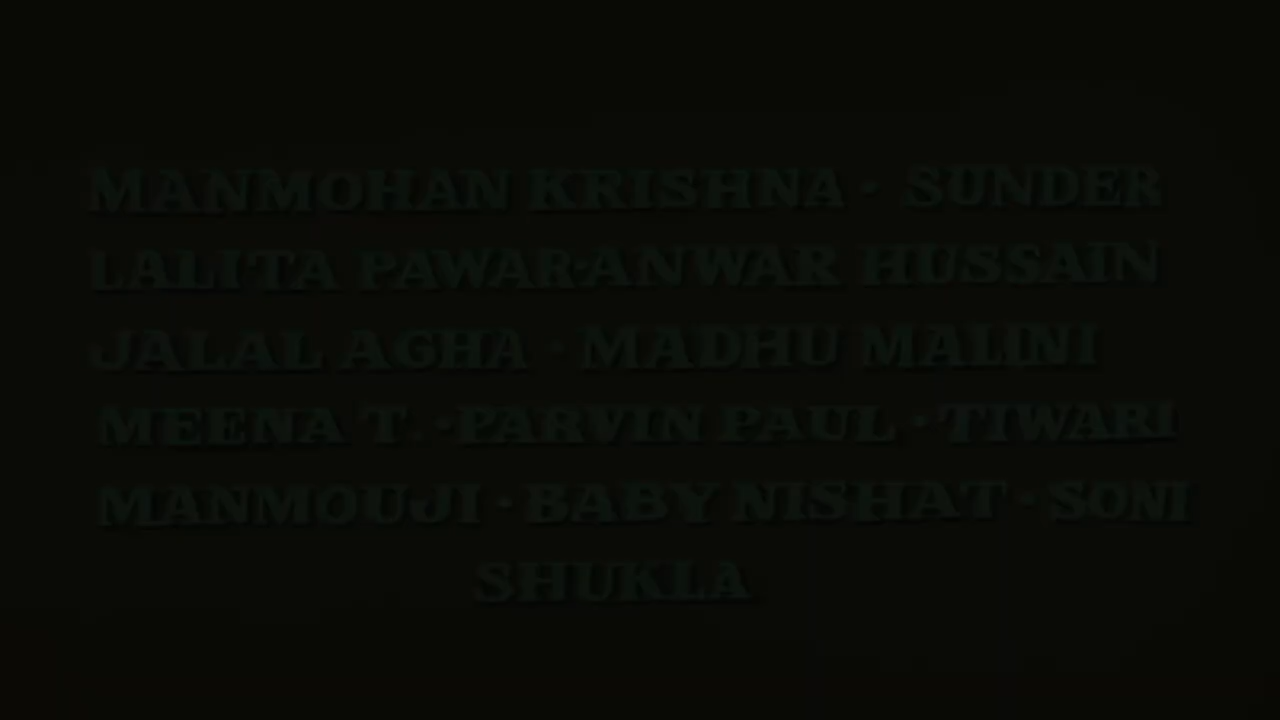 MANMOHAN KRISHNA · SUNDER
LALITA PAWAR·ANWAR HUSSAIN
JALAL AGHA · MADHU MALINI
MEENA T. ·PARVIN PAUL ·TIWARI
MANMOUJI · BABY NISHAT · SONI
SHUKLA